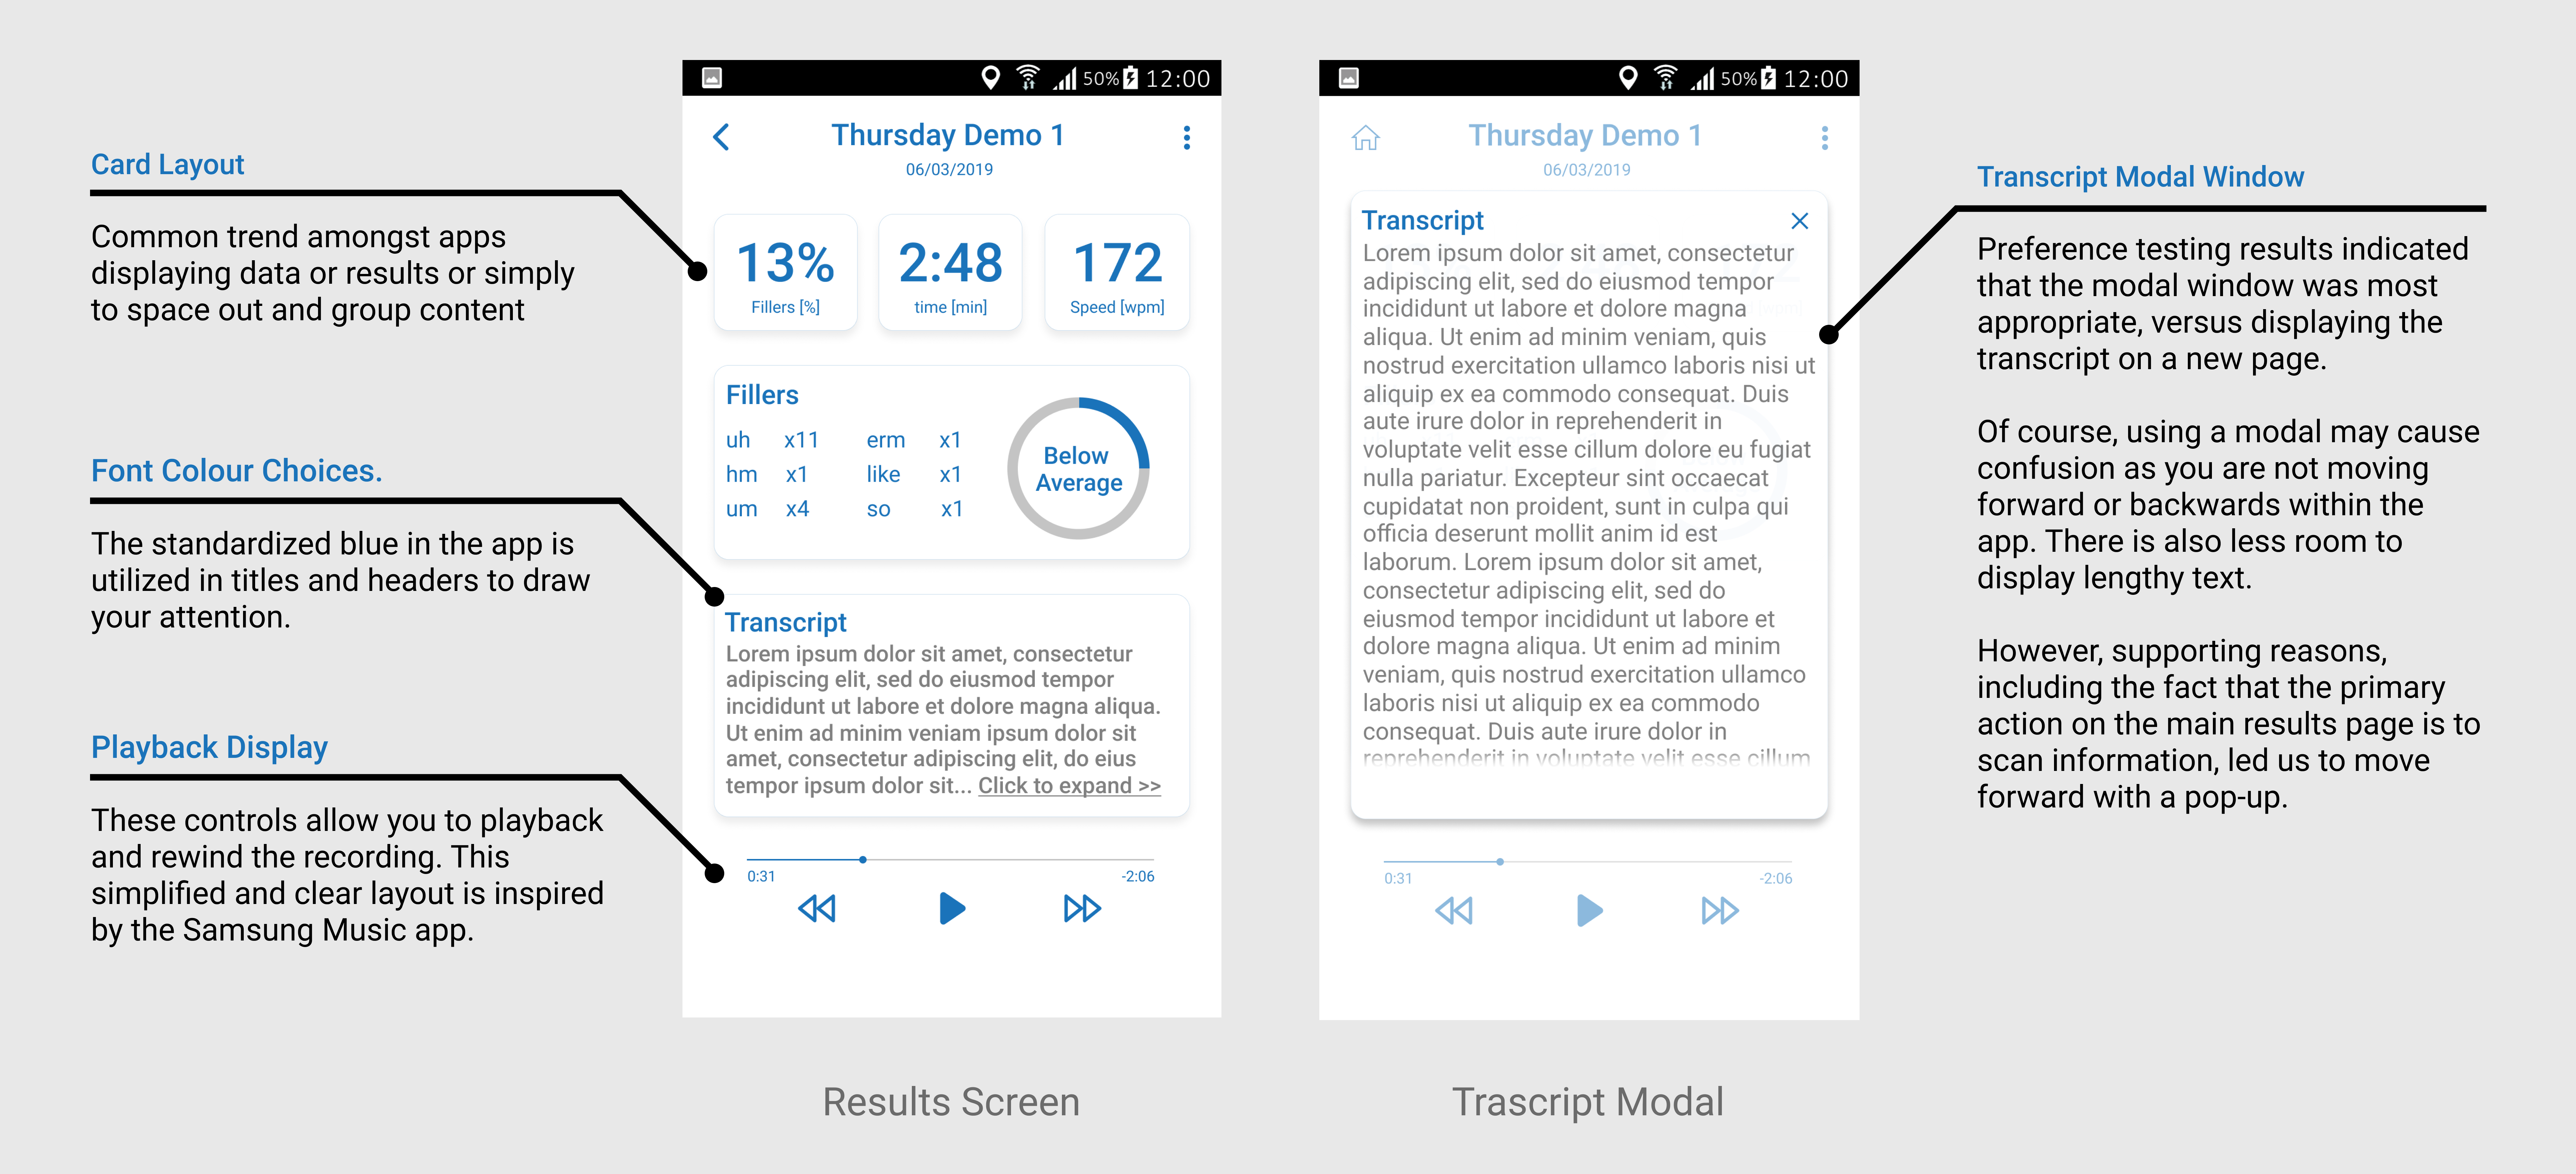 Card Layout
Common trend amongst apps
displaying data or results or simply
to space out and group content
Font Colour Choices.
The standardized blue in the app is
utilized in titles and headers to draw
your attention.
Playback Display
These controls allow you to playback
and rewind the recording. This
simplified and clear layout is inspired
by the Samsung Music app.
50% 12:00
Thursday Demo 1
06/03/2019
13% 2:48 172
Fillers [%] time [min] Speed [wpm]
Fillers
uh x11 erm x1
hm x1 like x1
um x4 so x1
Below
Average
Transcript
Lorem ipsum dolor sit amet, consectetur
adipiscing elit, sed do eiusmod tempor
incididunt ut labore et dolore magna aliqua.
Ut enim ad minim veniam ipsum dolor sit
amet, consectetur adipiscing elit, do eius
tempor ipsum dolor sit... Click to expand >>
0:31 -2:06
Results Screen
50% 12:00
Thursday Demo 1
06/03/2019
Transcript
Lorem ipsum dolor sit amet, consectetur
adipiscing elit, sed do eiusmod tempor
incididunt ut labore et dolore magna
aliqua. Ut enim ad minim veniam, quis
nostrud exercitation ullamco laboris nisi ut
aliquip ex ea commodo consequat. Duis
aute irure dolor in reprehenderit in
voluptate velit esse cillum dolore eu fugiat
nulla pariatur. Excepteur sint occaecat
cupidatat non proident, sunt in culpa qui
officia deserunt mollit anim id est
laborum. Lorem ipsum dolor sit amet,
consectetur adipiscing elit, sed do
eiusmod tempor incididunt ut labore et
dolore magna aliqua. Ut enim ad minim
veniam, quis nostrud exercitation ullamco
laboris nisi ut aliquip ex ea commodo
consequat. Duis aute irure dolor in
reprehenderit in voluptate velit esse cillum
0:31 -2:06
Trascript Modal
Transcript Modal Window
Preference testing results indicated
that the modal window was most
appropriate, versus displaying the
transcript on a new page.
Of course, using a modal may cause
confusion as you are not moving
forward or backwards within the
app. There is also less room to
display lengthy text.
However, supporting reasons,
including the fact that the primary
action on the main results page is to
scan information, led us to move
forward with a pop-up.